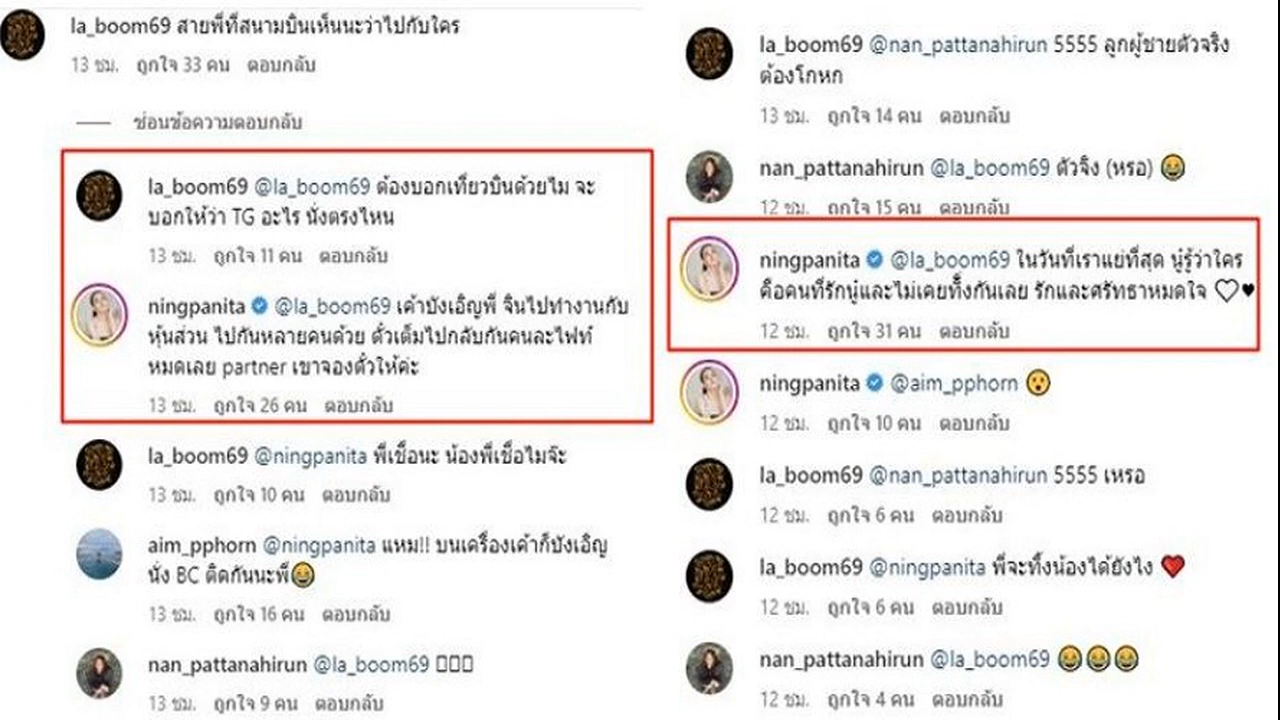 la_boom69 สายพี่ที่สนามบินเห็นนะว่าไปกับใคร
13 ชม. ถูกใจ 33 คน ตอบกลับ
ซ่อนข้อความตอบกลับ
la_boom69 @la_boom69 ต้องบอกเที่ยวบินด้วยไม จะ
บอกให้ว่า TG อะไร นั่งตรงไหน
13 ชม. ถูกใจ 11 คน ตอบกลับ
ningpanita @la_boom69 เค้าบังเอิญพี่ จินไปทำงานกับ
หุ้นส่วน ไปกันหลายคนด้วย ตั๋วเต็มไปกลับกันคนละไฟท์
หมดเลย partner เขาจองตั๋วให้ค่ะ
13 ชม. ถูกใจ 26 คน ตอบกลับ
la_boom69 @ningpanita พี่เชื่อนะ น้องพี่เชื่อไมจ๊ะ
13 ชม. ถูกใจ 10 คน ตอบกลับ
aim_pphorn @ningpanita แหม!! บนเครื่องเค้าก็บังเอิญ
นั่ง BC ติดกันนะพี่😂
13 ชม. ถูกใจ 16 คน ตอบกลับ
nan_pattanahirun @la_boom69 
13 ชม. ถูกใจ 9 คน ตอบกลับ
la_boom69 @nan_pattanahirun 5555 ลูกผู้ชายตัวจริง
ต้องโกหก
13 ชม. ถูกใจ 14 คน ตอบกลับ
nan_pattanahirun @la_boom69 ตัวจิ๊ง (หรอ) 😂
12 ชม. ถูกใจ 15 คน ตอบกลับ
ningpanita @la_boom69 ในวันที่เราแย่ที่สุด นู๋รู้ว่าใคร
คือคนที่รักนู๋และไม่เคยทิ้งกันเลย รักและศรัทธาหมดใจ ♡♥
12 ชม. ถูกใจ 31 คน ตอบกลับ
ningpanita @aim_pphorn 😮
12 ชม. ถูกใจ 10 คน ตอบกลับ
la_boom69 @nan_pattanahirun 5555 เหรอ
12 ชม. ถูกใจ 6 คน ตอบกลับ
la_boom69 @ningpanita พี่จะทิ้งน้องได้ยังไง ❤️
12 ชม. ถูกใจ 6 คน ตอบกลับ
nan_pattanahirun @la_boom69 😂😂😂
12 ชม. ถูกใจ 4 คน ตอบกลับ